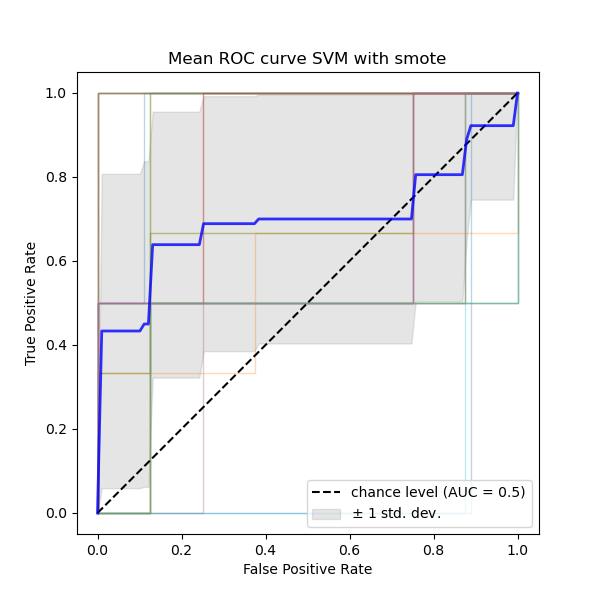 Mean ROC curve SVM with smote
True Positive Rate
1.0
0.8
0.6
0.4
0.2
0.0
chance level (AUC = 0.5)
± 1 std. dev.
0.0 0.2 0.4 0.6 0.8 1.0
False Positive Rate